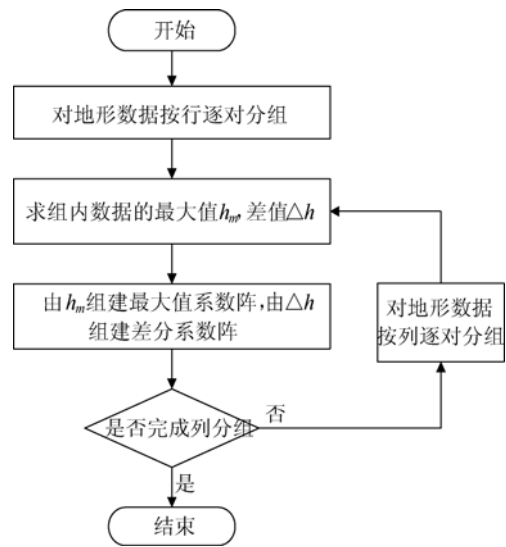 开始
对地形数据按行逐对分组
求组内数据的最大值hm,差值△h
由hm组建最大值系数阵,由△h
组建差分系数阵
对地形数据
按列逐对分组
是否完成列分组
否
是
结束